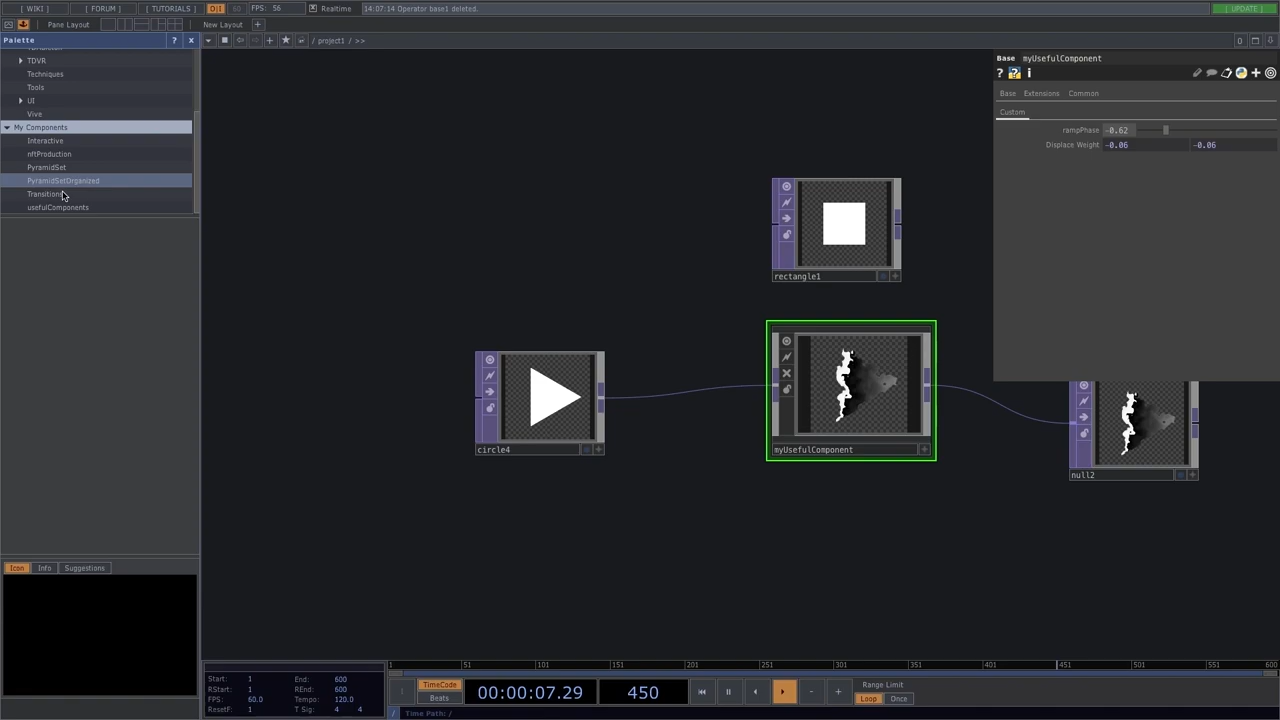 [ WIKI ] [ FORUM ] [ TUTORIALS ] O|I 60 FPS: 56 Realtime 14:07:14 Operator base1 deleted. [ UPDATE ]
Pane Layout New Layout +
Palette ? x / project1 / >> 0
TDVR
Techniques
Tools
UI
Vive
My Components
Interactive
nftProduction
PyramidSet
PyramidSetOrganized
Transitions
usefulComponents
Base myUsefulComponent
? ? i
Base Extensions Common
Custom
rampPhase -0.62
Displace Weight -0.06 -0.06
rectangle1
circle4
myUsefulComponent
null2
Icon Info Suggestions
1 51 101 151 201 251 301 351 401 451 501 551 600
Start: 1 End: 600
RStart: 1 REnd: 600
FPS: 60.0 Tempo: 120.0
ResetF: 1 T Sig: 4 4
TimeCode
Beats
00:00:07.29 450
- +
Range Limit
Loop Once
/ Time Path: /